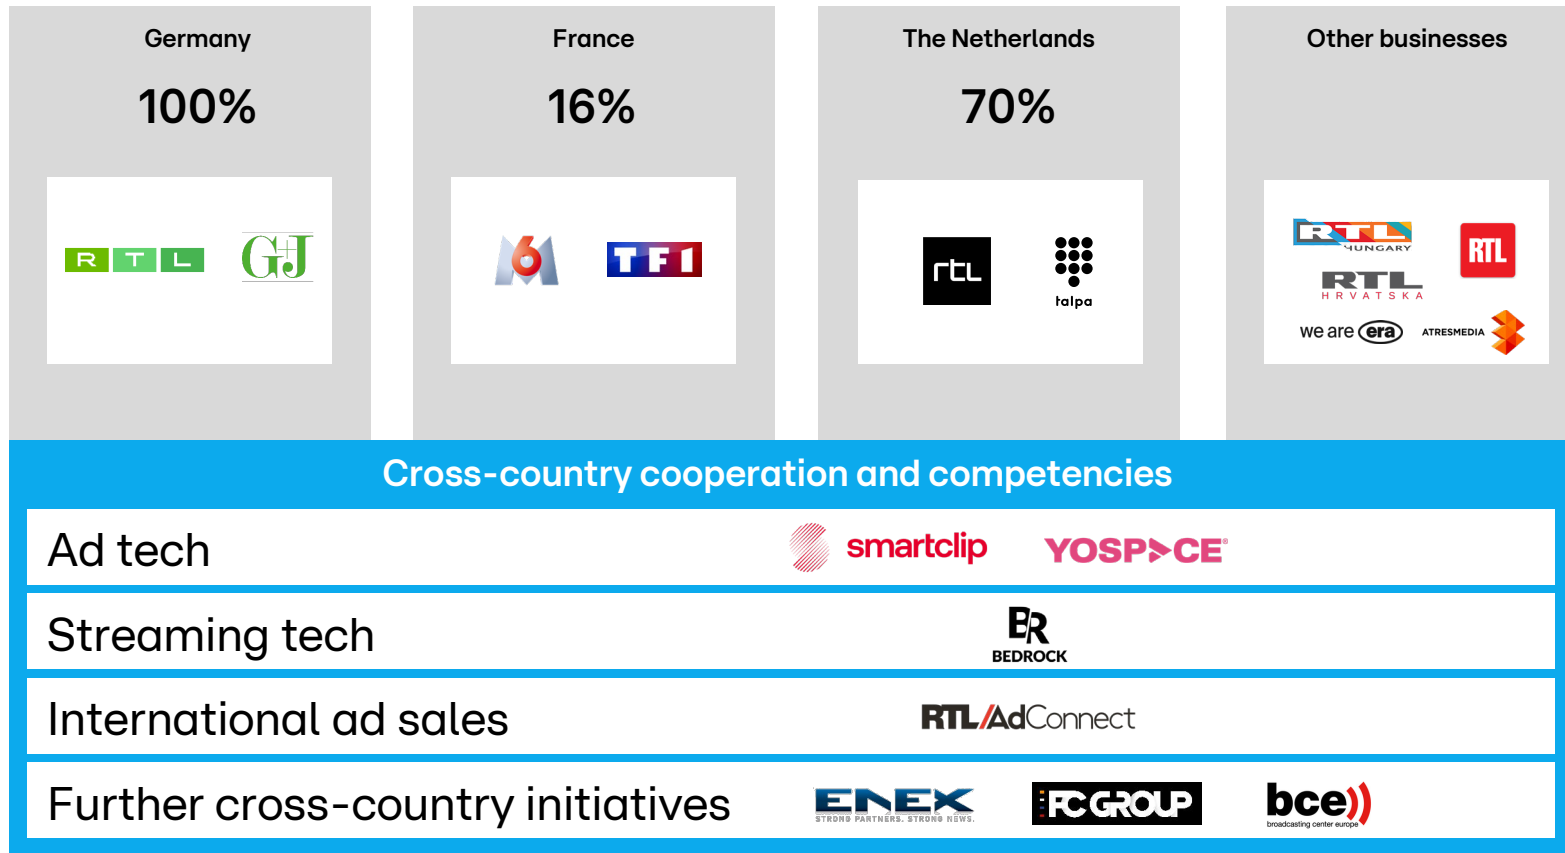 Germany
100%
RTL
G+J
France
16%
M6
TF1
The Netherlands
70%
rtl
talpa
Other businesses
RTL
HUNGARY
RTL
RTL
HRVATSKA
we are era
ATRESMEDIA
Cross-country cooperation and competencies
Ad tech
smartclip
YOSPACE®
Streaming tech
BR
BEDROCK
International ad sales
RTL/AdConnect
Further cross-country initiatives
ENEX
STRONG PARTNERS. STRONG NEWS.
FC GROUP
bce
broadcasting center europe